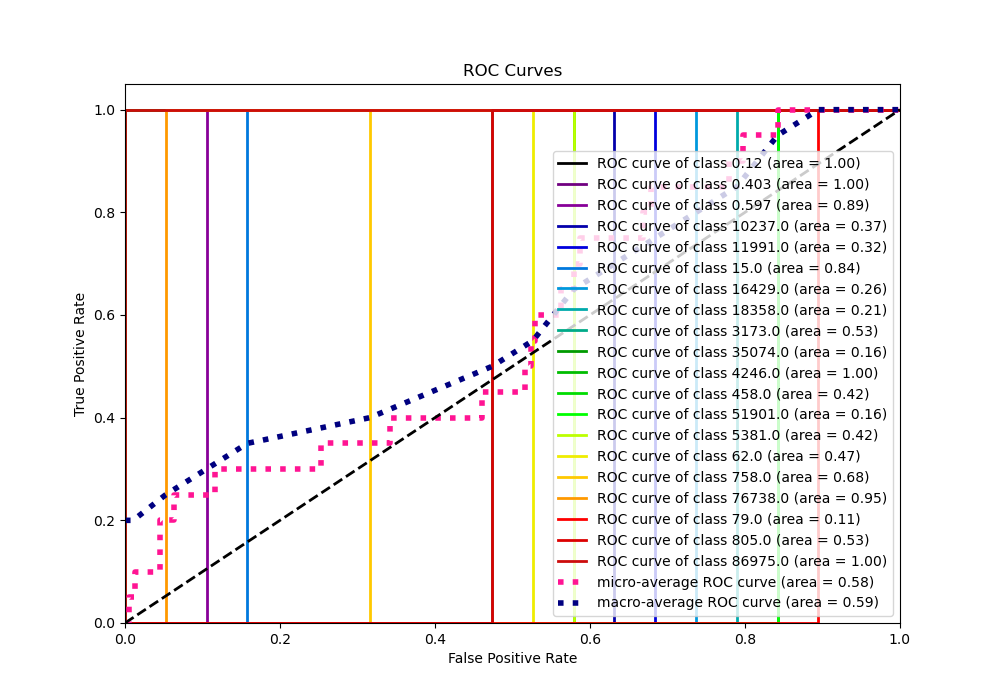 ROC Curves
True Positive Rate
1.0
0.8
0.6
0.4
0.2
0.0
ROC curve of class 0.12 (area = 1.00)
ROC curve of class 0.403 (area = 1.00)
ROC curve of class 0.597 (area = 0.89)
ROC curve of class 10237.0 (area = 0.37)
ROC curve of class 11991.0 (area = 0.32)
ROC curve of class 15.0 (area = 0.84)
ROC curve of class 16429.0 (area = 0.26)
ROC curve of class 18358.0 (area = 0.21)
ROC curve of class 3173.0 (area = 0.53)
ROC curve of class 35074.0 (area = 0.16)
ROC curve of class 4246.0 (area = 1.00)
ROC curve of class 458.0 (area = 0.42)
ROC curve of class 51901.0 (area = 0.16)
ROC curve of class 5381.0 (area = 0.42)
ROC curve of class 62.0 (area = 0.47)
ROC curve of class 758.0 (area = 0.68)
ROC curve of class 76738.0 (area = 0.95)
ROC curve of class 79.0 (area = 0.11)
ROC curve of class 805.0 (area = 0.53)
ROC curve of class 86975.0 (area = 1.00)
micro-average ROC curve (area = 0.58)
macro-average ROC curve (area = 0.59)
0.0 0.2 0.4 0.6 0.8 1.0
False Positive Rate